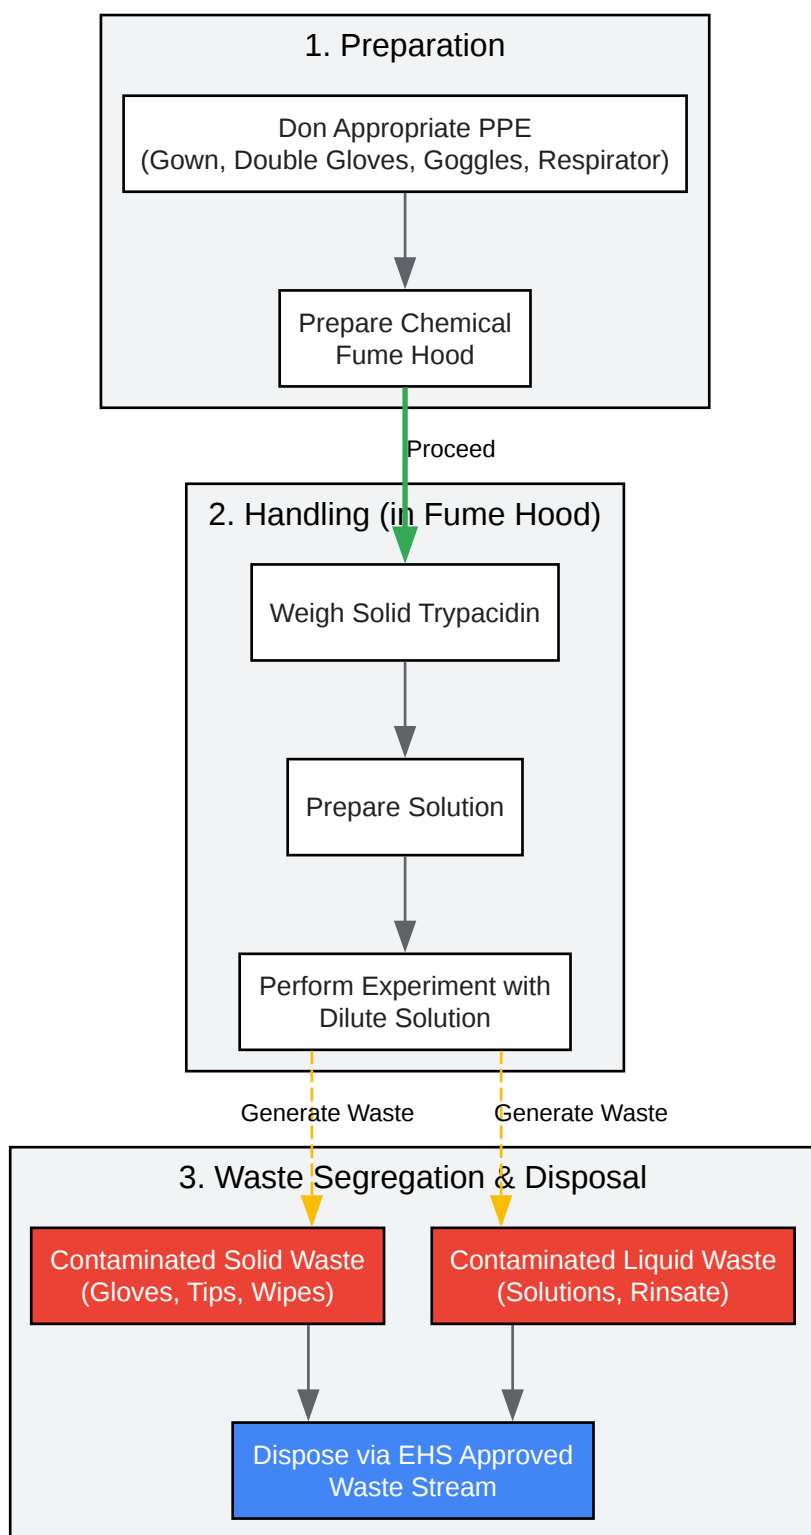 1. Preparation
Don Appropriate PPE
(Gown, Double Gloves, Goggles, Respirator)
Prepare Chemical
Fume Hood
Proceed
2. Handling (in Fume Hood)
Weigh Solid Trypacidin
Prepare Solution
Perform Experiment with
Dilute Solution
Generate Waste
Generate Waste
3. Waste Segregation & Disposal
Contaminated Solid Waste
(Gloves, Tips, Wipes)
Contaminated Liquid Waste
(Solutions, Rinsate)
Dispose via EHS Approved
Waste Stream